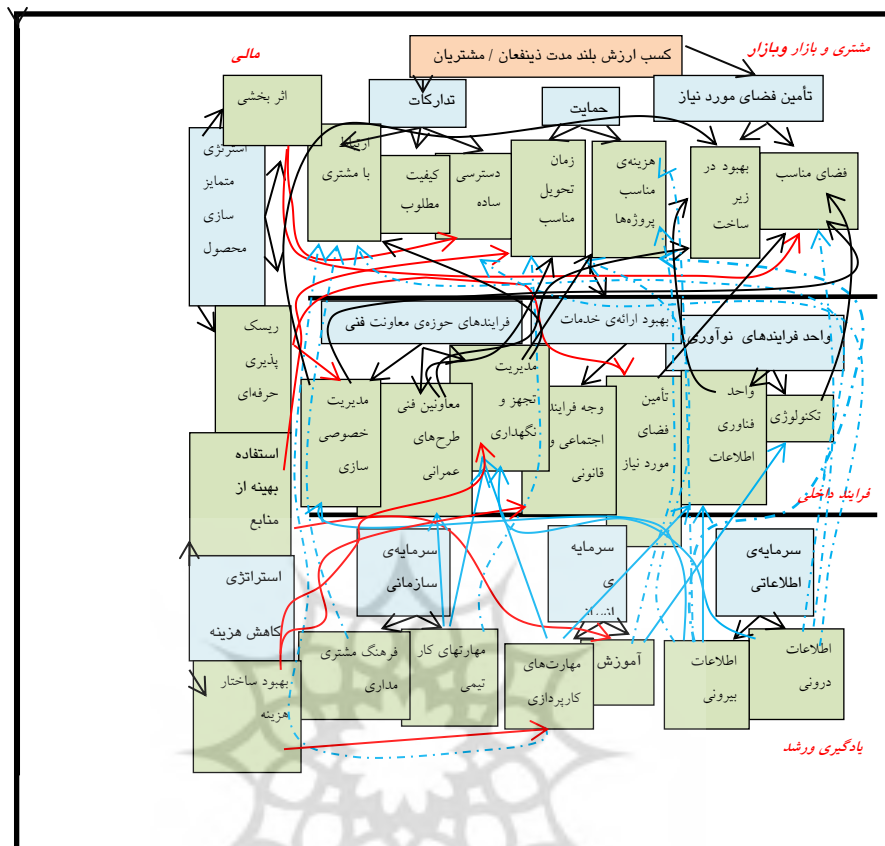 مشتری و بازار وبازار
مالی
کسب ارزش بلند مدت ذینفعان / مشتریان
تأمین فضای مورد نیاز
حمایت
تدارکات
اثر بخشی
فضای مناسب
بهبود در
زیر
ساخت
هزینه‌ی
مناسب
پروژه‌ها
زمان
تحویل
مناسب
دسترسی
ساده
کیفیت
مطلوب
ارتباط
با مشتری
استرتژی
متمایز
سازی
محصول
واحد فرایندهای نوآوری
بهبود ارائه‌ی خدمات
فرایندهای حوزه‌ی معاونت فنی
ریسک
پذیری
حرفه‌ای
تکنولوژی
واحد
فناوری
اطلاعات
تأمین
فضای
مورد نیاز
وجه فرایند
اجتماعی و
قانونی
مدیریت
تجهز و
نگهداری
معاونین فنی
طرح‌های
عمرانی
مدیریت
خصوصی
سازی
استفاده
بهینه از
منابع
فرایند داخلی
سرمایه‌ی
اطلاعاتی
سرمایه
ی
انسانی
سرمایه‌ی
سازمانی
استراتژی
کاهش هزینه
اطلاعات
درونی
اطلاعات
بیرونی
آموزش
مهارت‌های
کارپردازی
مهارتهای کار
تیمی
فرهنگ مشتری
مداری
بهبود ساختار
هزینه
یادگیری ورشد